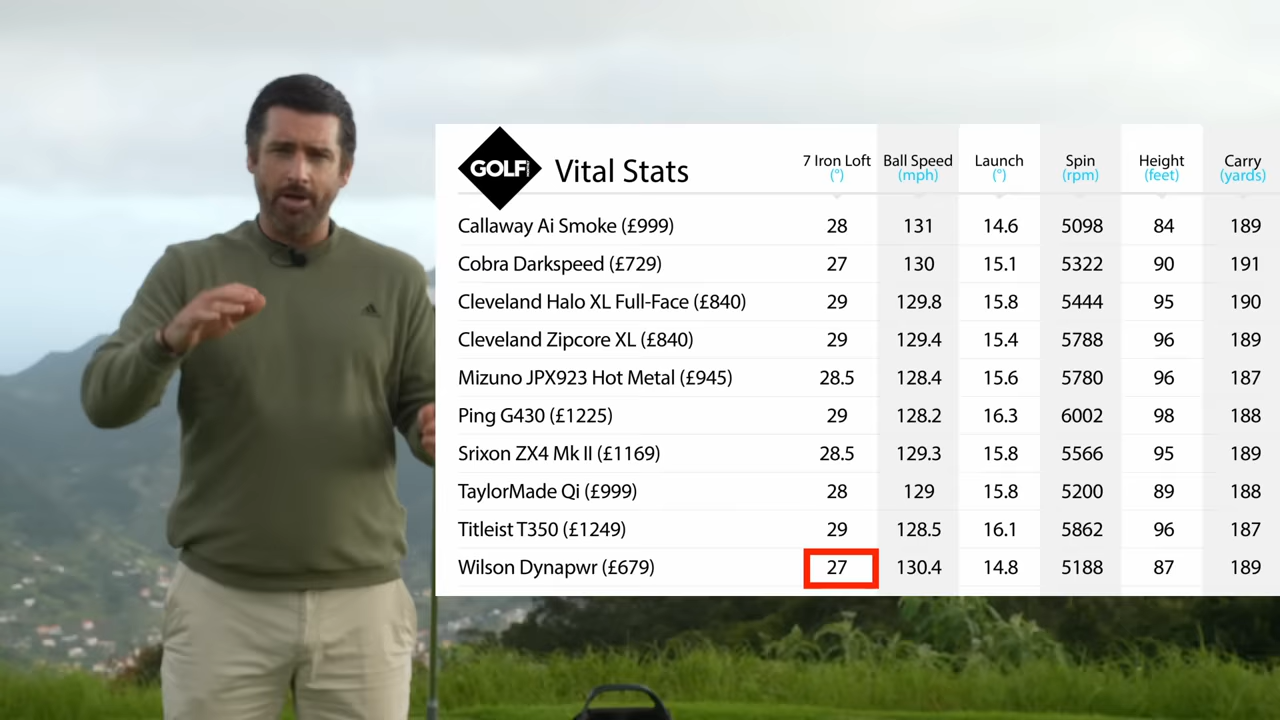 GOLF
Vital Stats
7 Iron Loft Ball Speed Launch Spin Height Carry
(°) (mph) (°) (rpm) (feet) (yards)
Callaway Ai Smoke (£999) 28 131 14.6 5098 84 189
Cobra Darkspeed (£729) 27 130 15.1 5322 90 191
Cleveland Halo XL Full-Face (£840) 29 129.8 15.8 5444 95 190
Cleveland Zipcore XL (£840) 29 129.4 15.4 5788 96 189
Mizuno JPX923 Hot Metal (£945) 28.5 128.4 15.6 5780 96 187
Ping G430 (£1225) 29 128.2 16.3 6002 98 188
Srixon ZX4 Mk II (£1169) 28.5 129.3 15.8 5566 95 189
TaylorMade Qi (£999) 28 129 15.8 5200 89 188
Titleist T350 (£1249) 29 128.5 16.1 5862 96 187
Wilson Dynapwr (£679) 27 130.4 14.8 5188 87 189